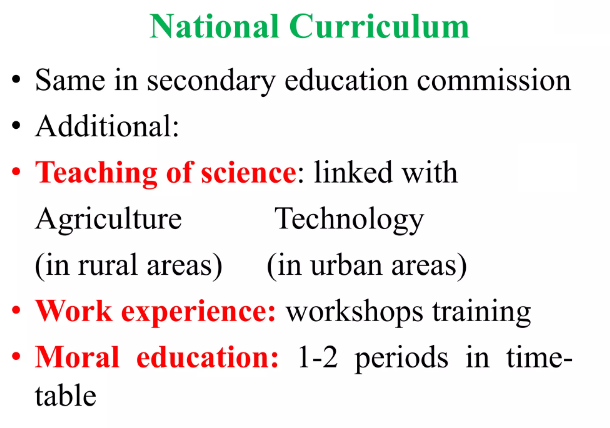 National Curriculum
• Same in secondary education commission
• Additional:
• Teaching of science: linked with
Agriculture Technology
(in rural areas) (in urban areas)
• Work experience: workshops training
• Moral education: 1-2 periods in time-
table